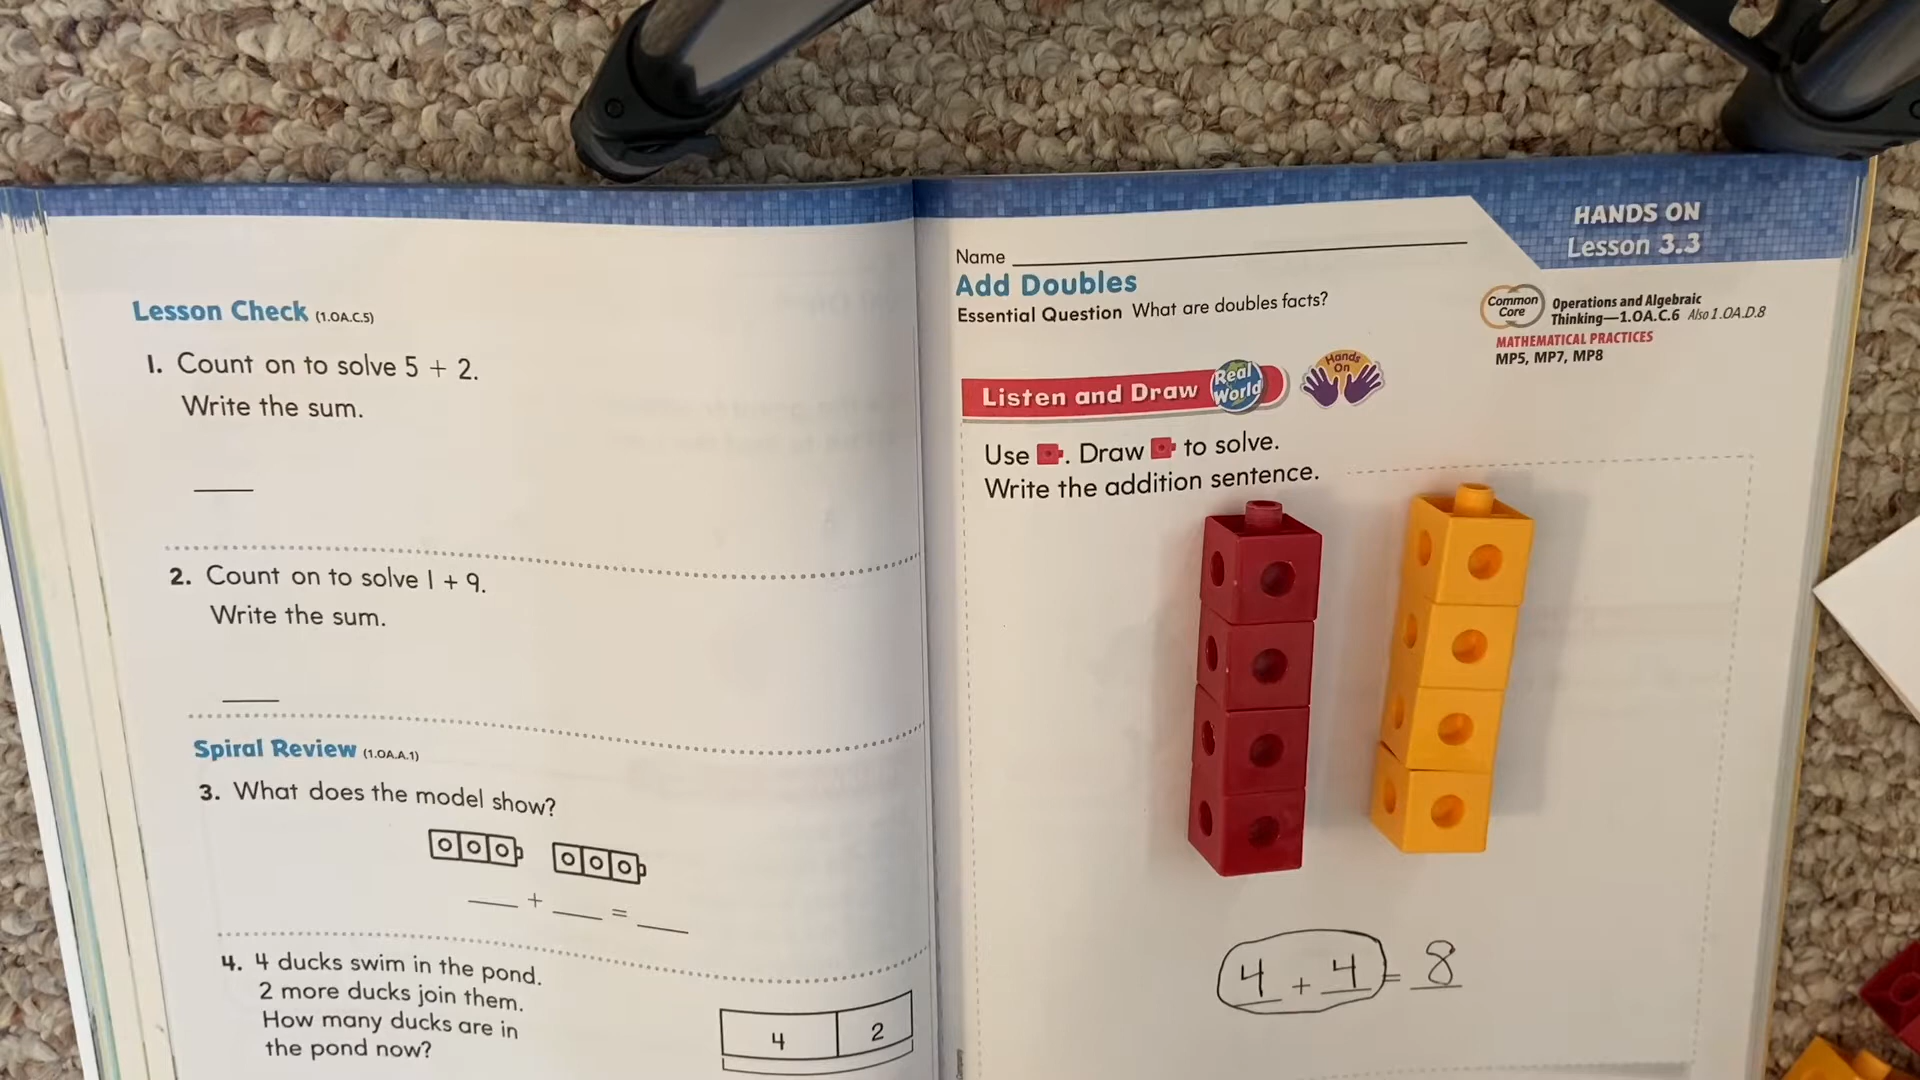 Lesson Check (1.OA.C.5)
1. Count on to solve 5 + 2.
Write the sum.
2. Count on to solve 1 + 9.
Write the sum.
Spiral Review (1.OA.A.1)
3. What does the model show?
___ + ___ = ___
4. 4 ducks swim in the pond.
2 more ducks join them.
How many ducks are in
the pond now?
4 2
HANDS ON
Lesson 3.3
Name
Add Doubles
Essential Question What are doubles facts?
Common Core
Operations and Algebraic
Thinking—1.OA.C.6 Also 1.OA.D.8
MATHEMATICAL PRACTICES
MP5, MP7, MP8
Listen and Draw
Real World
Hands On
Use . Draw to solve.
Write the addition sentence.
4 + 4 = 8